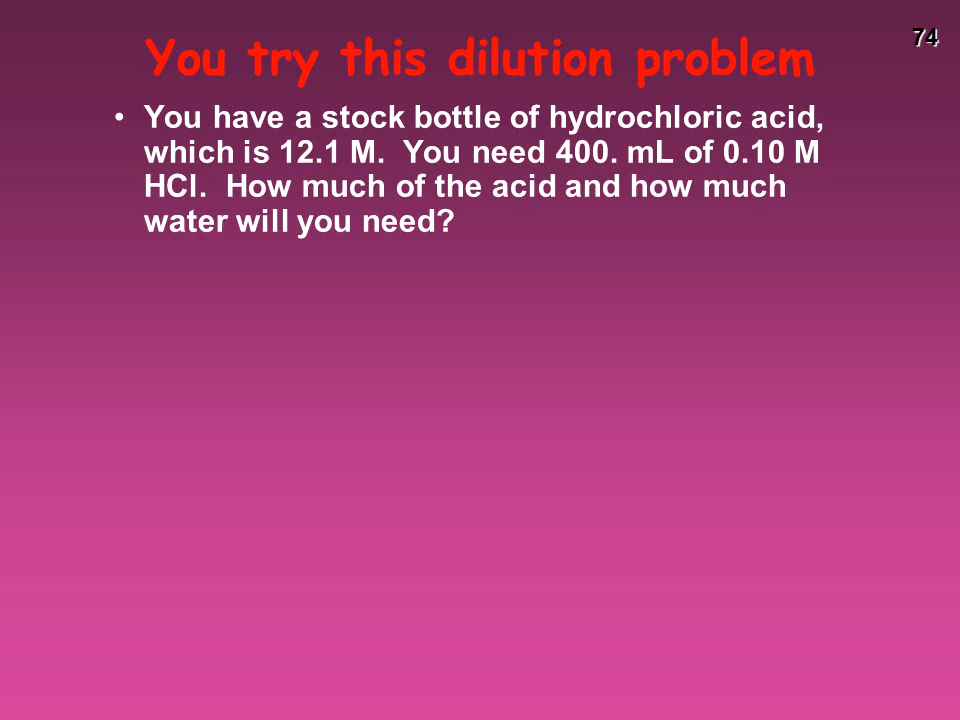 74
You try this dilution problem
• You have a stock bottle of hydrochloric acid,
which is 12.1 M. You need 400. mL of 0.10 M
HCl. How much of the acid and how much
water will you need?